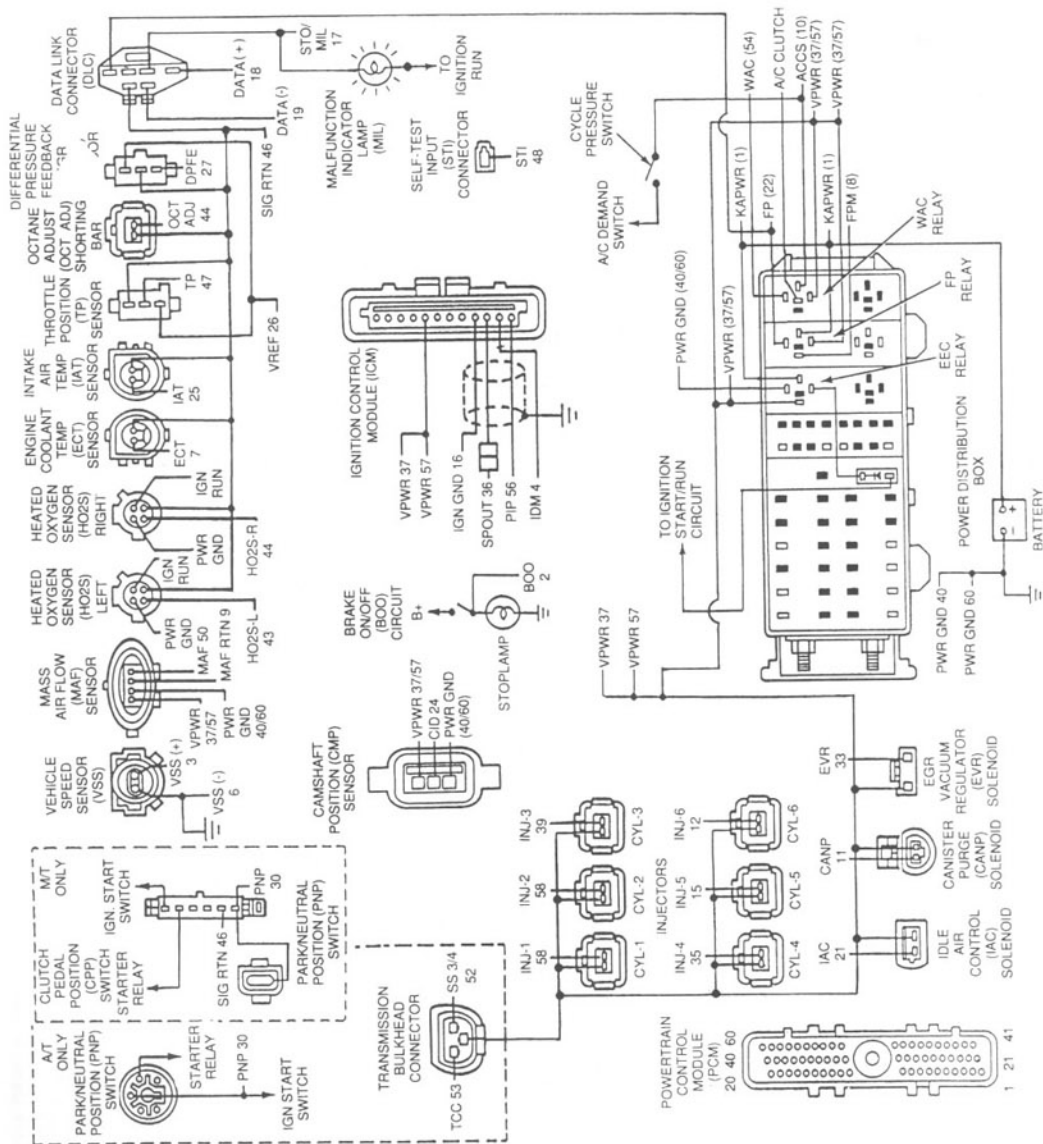 DATA LINK
CONNECTOR
(DLC)
STO/
MIL
17
DATA (+)
18
DATA (-)
19
MALFUNCTION
INDICATOR
LAMP
(MIL)
TO
IGNITION
RUN
SELF-TEST
INPUT
(STI)
CONNECTOR
STI
48
DIFFERENTIAL
PRESSURE
FEEDBACK
DPFE
27
SIG RTN 46
OCTANE
ADJUST
(OCT ADJ)
SHORTING
BAR
OCT
ADJ
44
THROTTLE
POSITION
(TP)
SENSOR
TP
47
VREF 26
INTAKE
AIR
TEMP
(IAT)
SENSOR
IAT
25
ENGINE
COOLANT
TEMP
(ECT)
SENSOR
ECT
7
HEATED
OXYGEN
SENSOR
(HO2S)
RIGHT
IGN
RUN
PWR
GND
HO2S-R
44
HEATED
OXYGEN
SENSOR
(HO2S)
LEFT
IGN
RUN
PWR
GND
HO2S-L
43
MASS
AIR FLOW
(MAF)
SENSOR
MAF 50
MAF RTN 9
PWR
GND
40/60
VPWR
37/57
VEHICLE
SPEED
SENSOR
(VSS)
VSS (+)
3
VSS (-)
6
IGNITION CONTROL
MODULE (ICM)
VPWR 37
VPWR 57
IGN GND 16
SPOUT 36
PIP 56
IDM 4
BRAKE
ON/OFF
(BOO)
CIRCUIT
B+
BOO
2
STOPLAMP
CAMSHAFT
POSITION (CMP)
SENSOR
VPWR 37/57
CID 24
PWR GND
(40/60)
M/T
ONLY
CLUTCH
PEDAL
POSITION
(CPP)
SWITCH
IGN. START
SWITCH
STARTER
RELAY
SIG RTN 46
PNP
30
PARK/NEUTRAL
POSITION (PNP)
SWITCH
A/T
ONLY
PARK/NEUTRAL
POSITION (PNP)
SWITCH
STARTER
RELAY
PNP 30
IGN START
SWITCH
TRANSMISSION
BULKHEAD
CONNECTOR
SS 3/4
52
TCC 53
INJ-1
58
CYL-1
INJ-2
58
CYL-2
INJ-3
39
CYL-3
INJECTORS
INJ-4
35
CYL-4
INJ-5
15
CYL-5
INJ-6
12
CYL-6
CYCLE
PRESSURE
SWITCH
A/C DEMAND
SWITCH
WAC (54)
A/C CLUTCH
ACCS (10)
VPWR (37/57)
VPWR (37/57)
KAPWR (1)
FP (22)
KAPWR (1)
FPM (8)
PWR GND (40/60)
VPWR (37/57)
WAC
RELAY
FP
RELAY
EEC
RELAY
TO IGNITION
START/RUN
CIRCUIT
POWER DISTRIBUTION
BOX
BATTERY
+
−
PWR GND 40
PWR GND 60
VPWR 37
VPWR 57
EVR
33
EGR
VACUUM
REGULATOR
(EVR)
SOLENOID
CANP
11
CANISTER
PURGE
(CANP)
SOLENOID
IAC
21
IDLE
AIR
CONTROL
(IAC)
SOLENOID
POWERTRAIN
CONTROL
MODULE
(PCM)
20 40 60
1 21 41